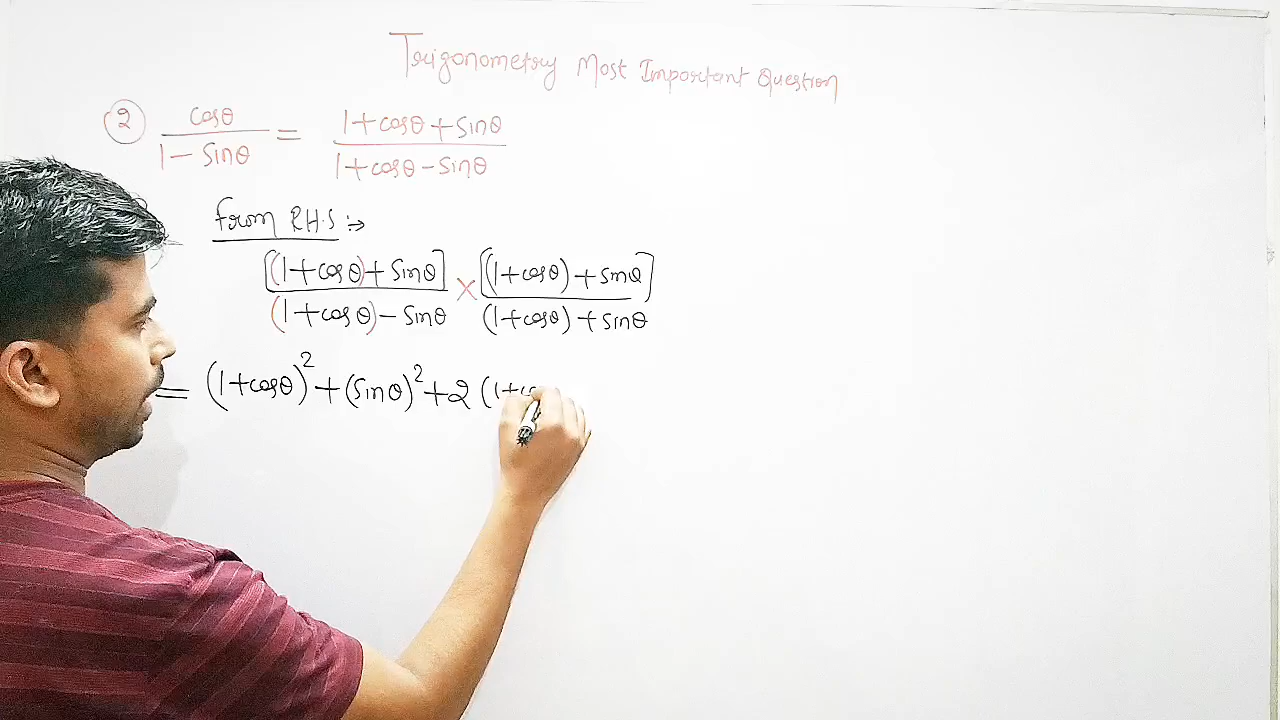 Trigonometry Most Important Question
2 cosθ / 1 - sinθ = 1+cosθ+sinθ / 1+cosθ-sinθ
from R.H.S :→
[(1+cosθ)+sinθ] / (1+cosθ)-sinθ × [(1+cosθ)+sinθ] / (1+cosθ)+sinθ
= (1+cosθ)²+(sinθ)²+2(1+co